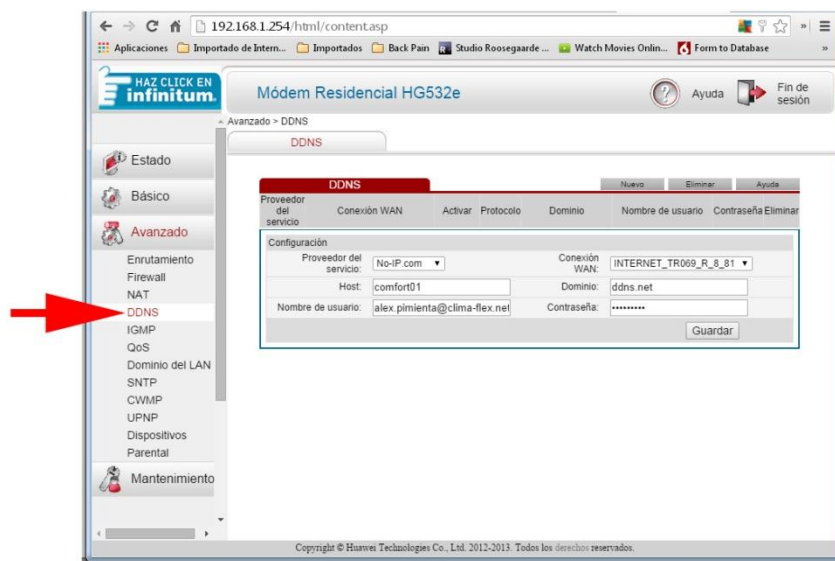 192.168.1.254/html/content.asp
Aplicaciones Importado de Intern... Importados Back Pain Studio Roosegaarde ... Watch Movies Onlin... Form to Database »
HAZ CLICK EN
infinitum.
Módem Residencial HG532e
Ayuda
Fin de sesión
Avanzado > DDNS
DDNS
Estado
Básico
Avanzado
Enrutamiento
Firewall
NAT
DDNS
IGMP
QoS
Dominio del LAN
SNTP
CWMP
UPNP
Dispositivos
Parental
Mantenimiento
DDNS
Nuevo Eliminar Ayuda
Proveedor del servicio Conexión WAN Activar Protocolo Dominio Nombre de usuario Contraseña Eliminar
Configuración
Proveedor del servicio: No-IP.com Conexión WAN: INTERNET_TR069_R_8_81
Host: comfort01 Dominio: ddns.net
Nombre de usuario: alex.pimienta@clima-flex.net Contraseña: •••••••••
Guardar
Copyright © Huawei Technologies Co., Ltd. 2012-2013. Todos los derechos reservados.